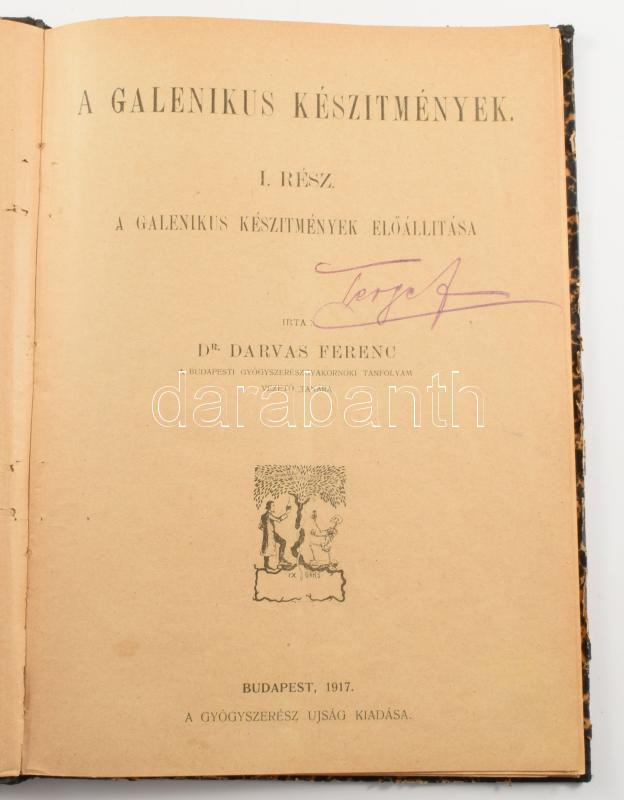 A GALENIKUS KÉSZITMÉNYEK.
I. RÉSZ.
A GALENIKUS KÉSZITMÉNYEK ELŐÁLLITÁSA
IRTA:
DR. DARVAS FERENC
A BUDAPESTI GYÓGYSZERÉSZGYAKORNOKI TANFOLYAM
VEZETŐ TANÁRA
darabanth
BUDAPEST, 1917.
A GYÓGYSZERÉSZ UJSÁG KIADÁSA.